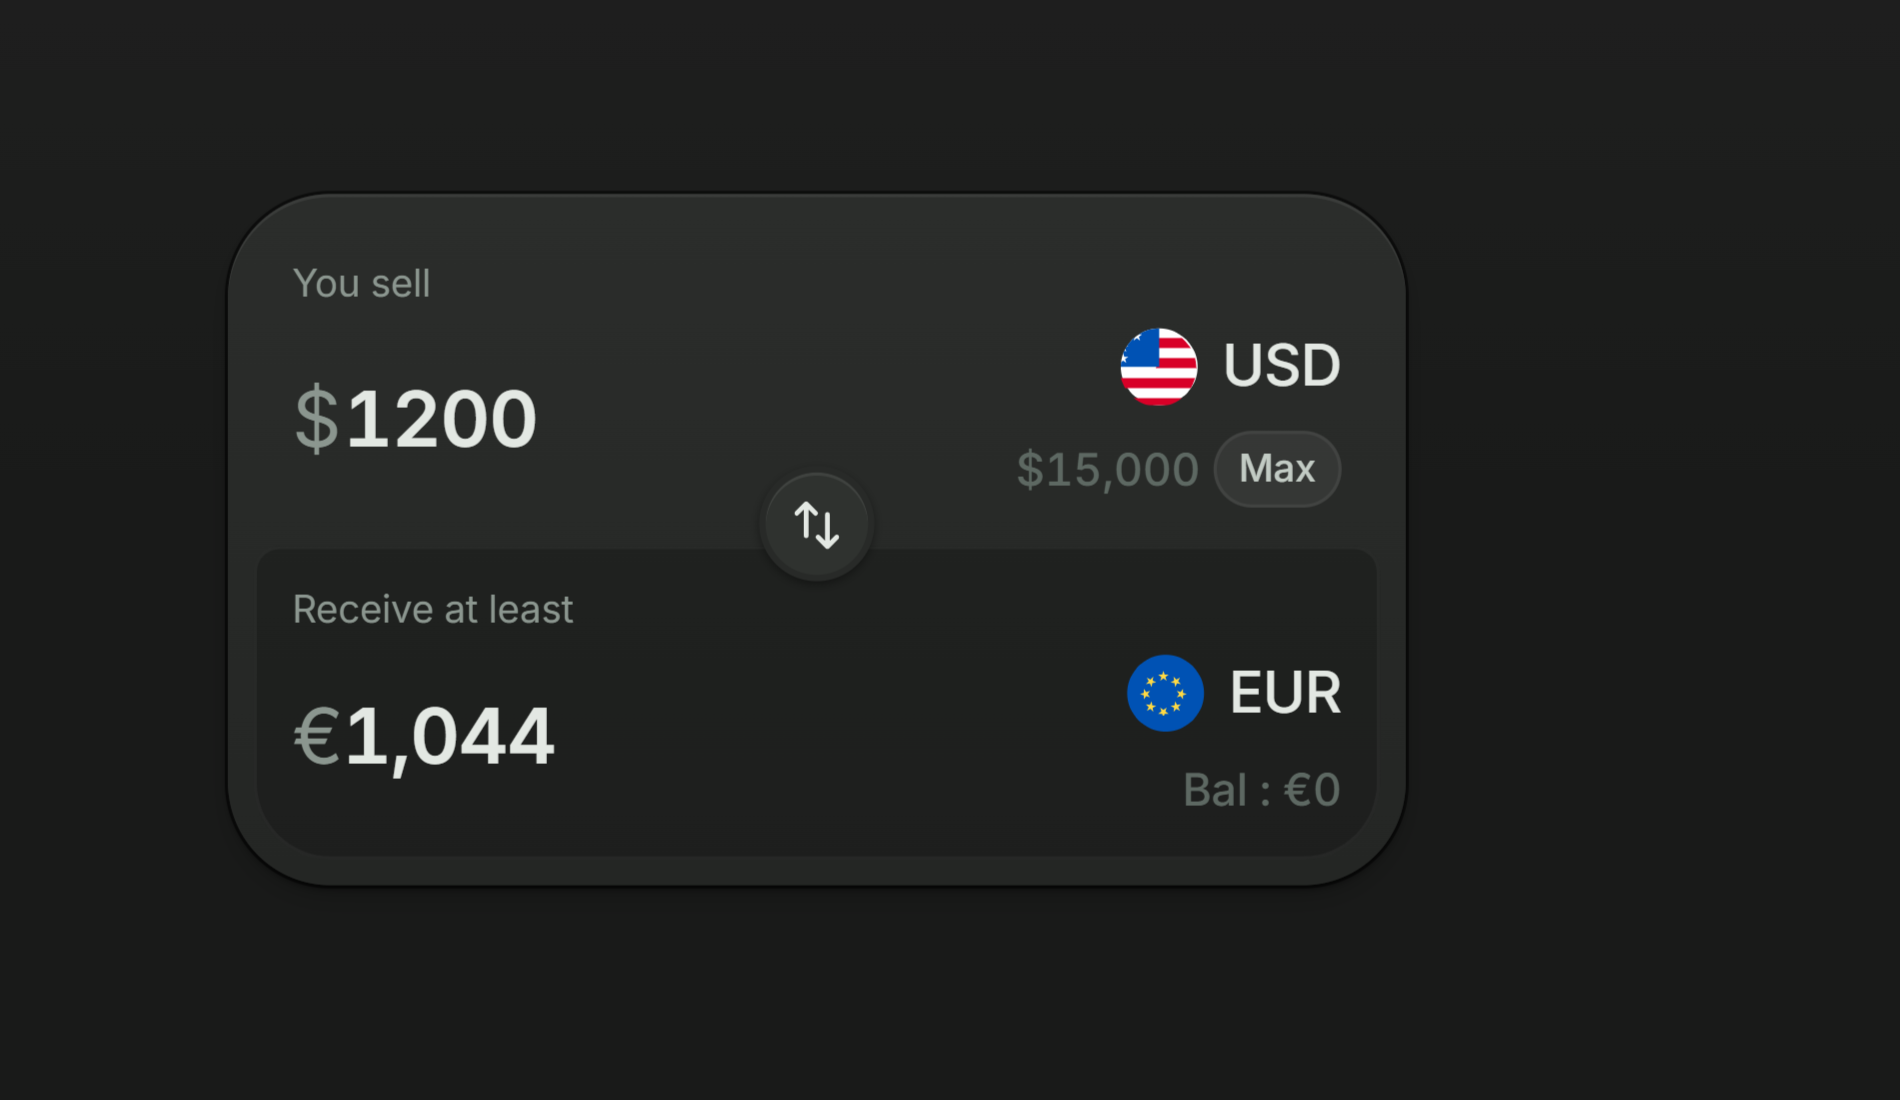 You sell
$1200
USD
$15,000 Max
Receive at least
€1,044
EUR
Bal : €0